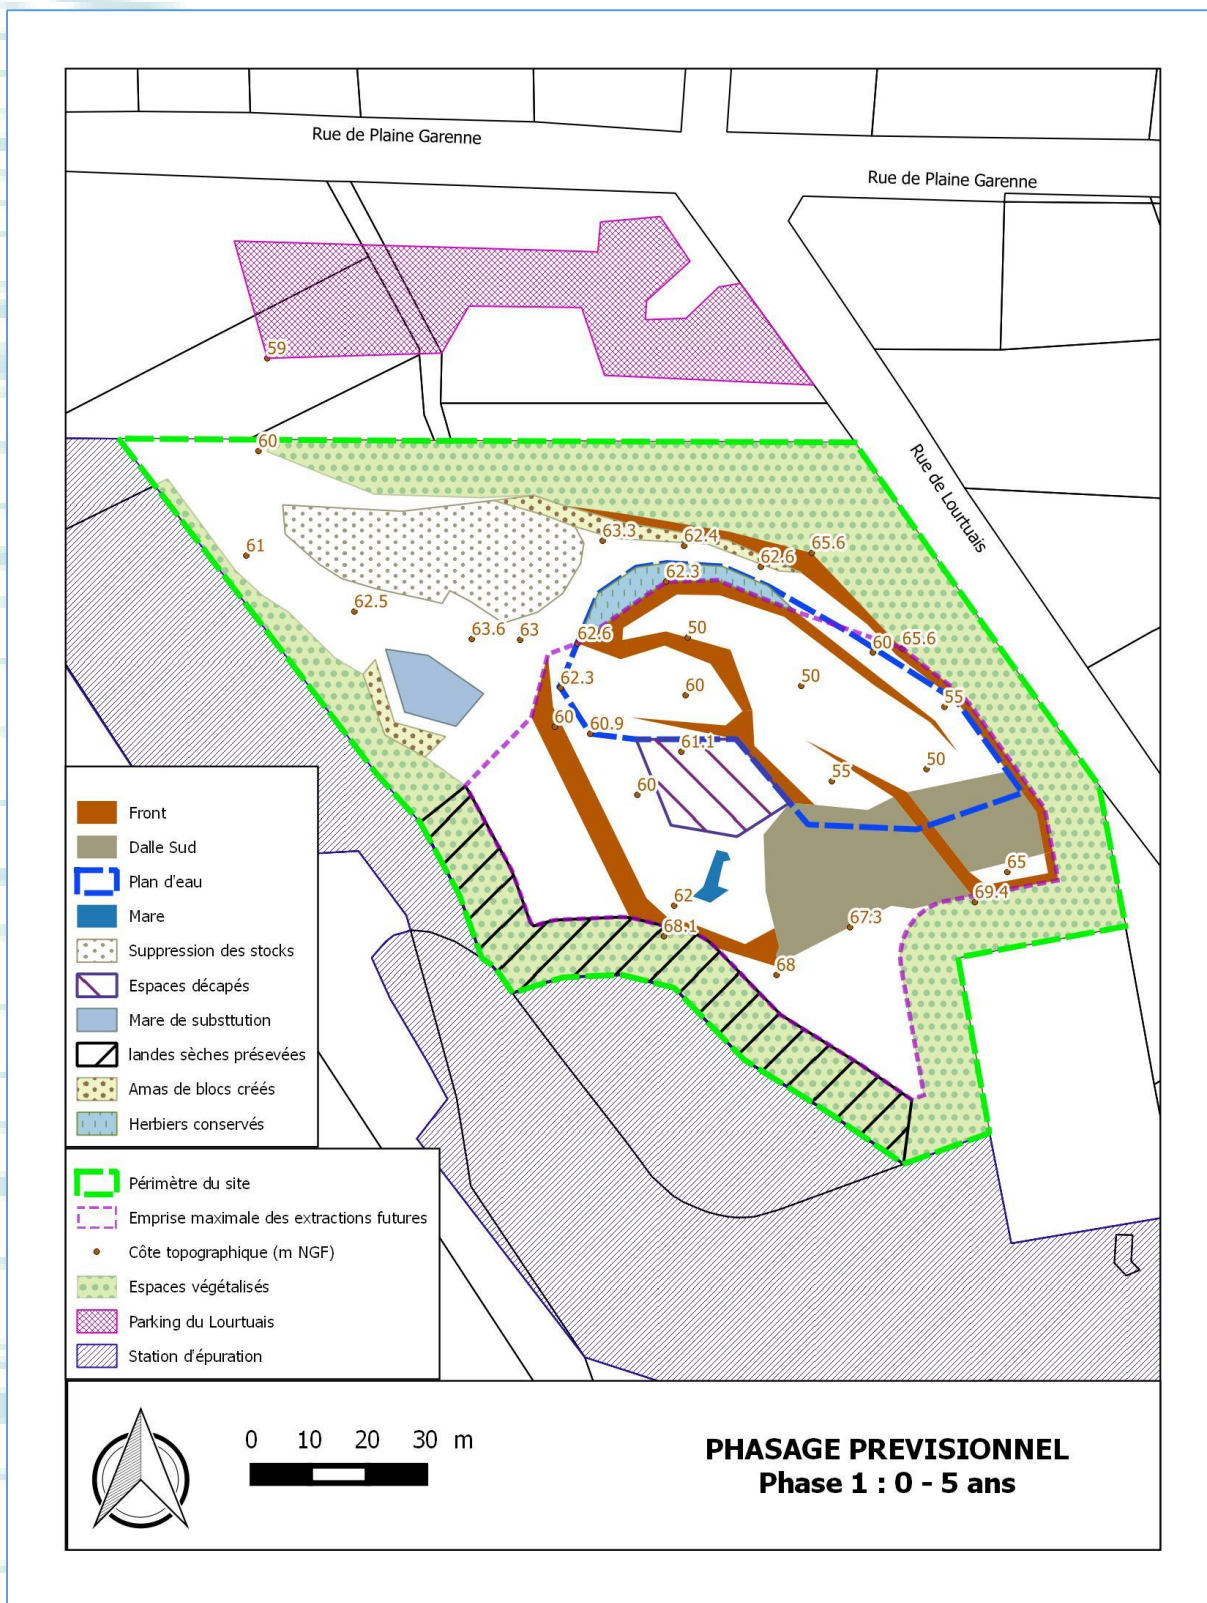 Rue de Plaine Garenne
Rue de Plaine Garenne
59
60
Rue de Lourtuais
61
63.3
62.4
62.6
65.6
62.3
62.5
63.6
63
62.6
50
60
65.6
62.3
60
50
55
60
60.9
61.1
50
55
60
65
62
69.4
67.3
68.1
68
Front
Dalle Sud
Plan d'eau
Mare
Suppression des stocks
Espaces décapés
Mare de substtution
landes sèches présevées
Amas de blocs créés
Herbiers conservés
Périmètre du site
Emprise maximale des extractions futures
Côte topographique (m NGF)
Espaces végétalisés
Parking du Lourtuais
Station d'épuration
0 10 20 30 m
PHASAGE PREVISIONNEL
Phase 1 : 0 - 5 ans